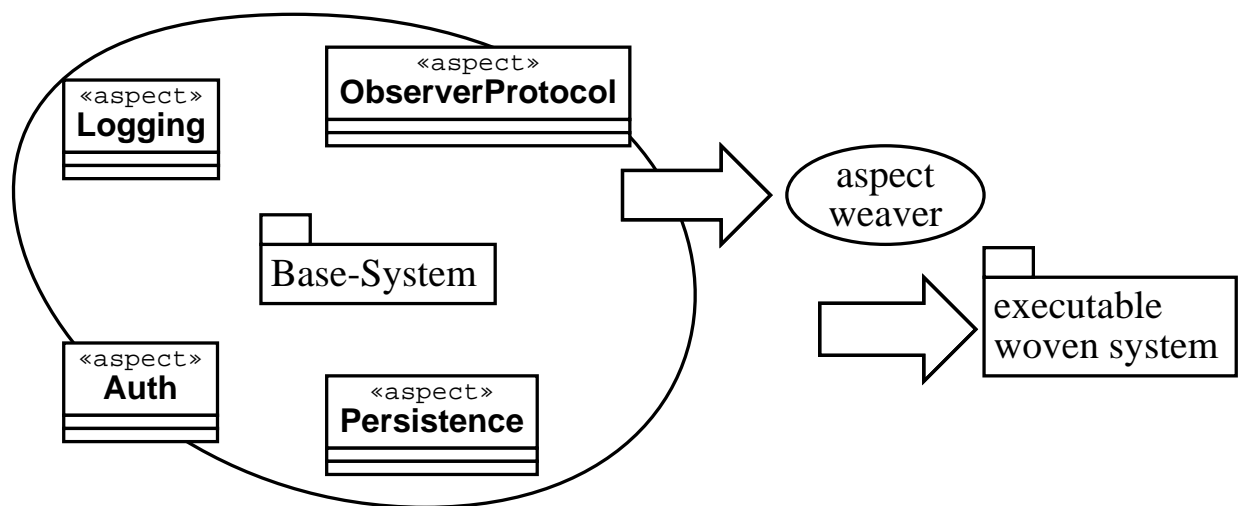 «aspect»
ObserverProtocol
«aspect»
Logging
aspect
weaver
Base-System
executable
woven system
«aspect»
Auth
«aspect»
Persistence